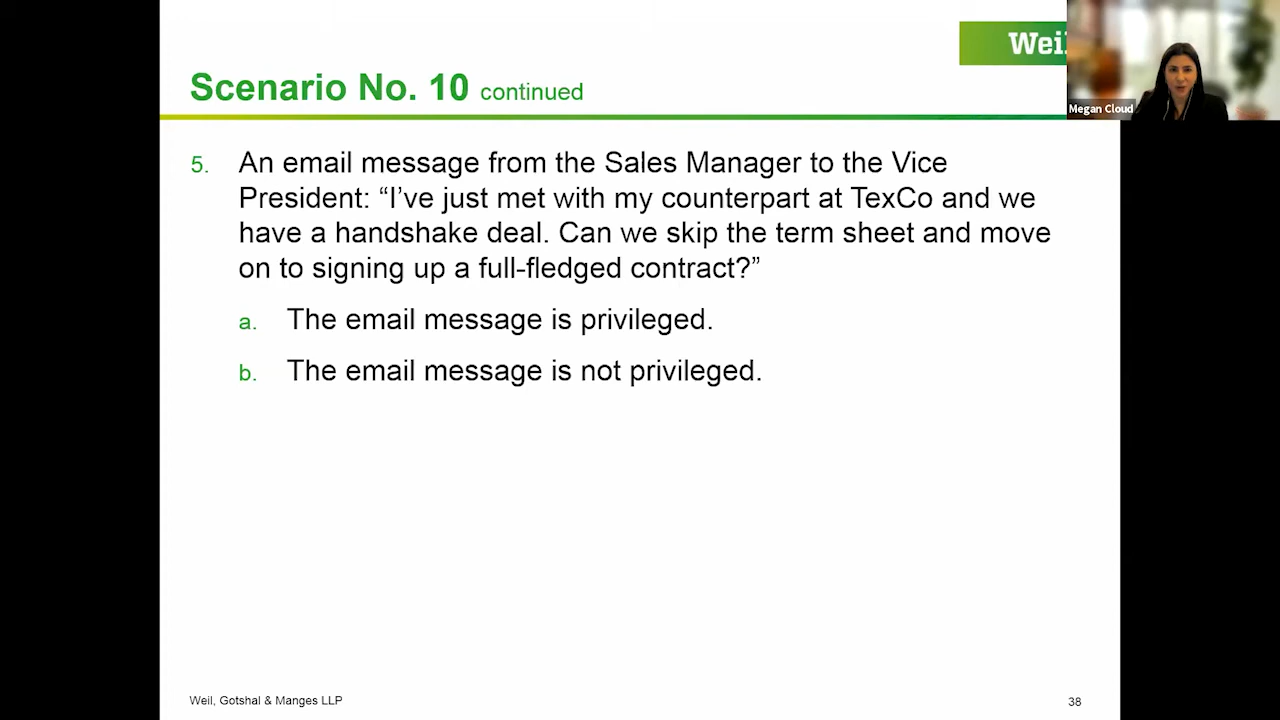 Weil
Megan Cloud
Scenario No. 10 continued
5. An email message from the Sales Manager to the Vice
President: “I’ve just met with my counterpart at TexCo and we
have a handshake deal. Can we skip the term sheet and move
on to signing up a full-fledged contract?”
a. The email message is privileged.
b. The email message is not privileged.
Weil, Gotshal & Manges LLP
38